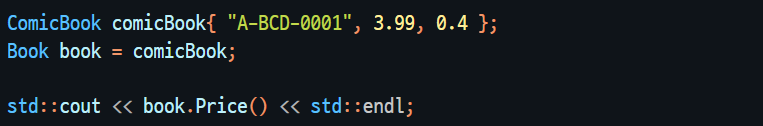 ComicBook comicBook{ "A-BCD-0001", 3.99, 0.4 };
Book book = comicBook;
std::cout << book.Price() << std::endl;